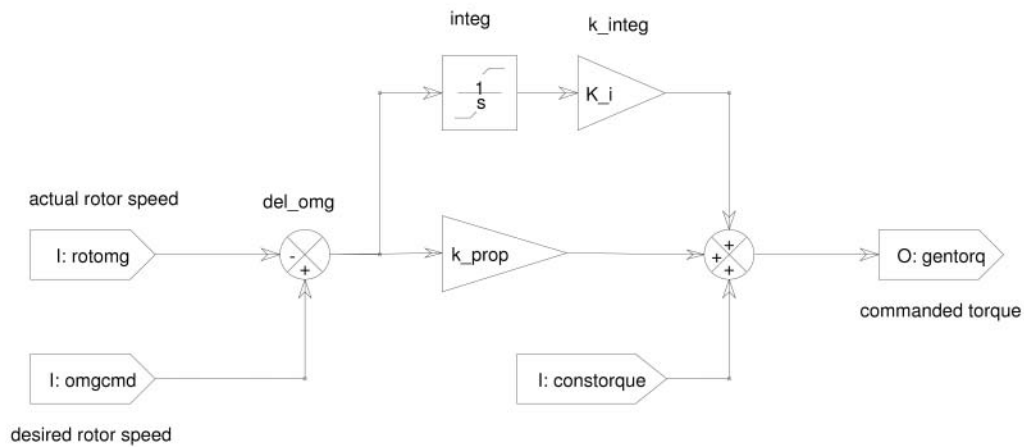 integ
k_integ
1
s
K_i
actual rotor speed
del_omg
I: rotomg
-
+
k_prop
+
+
+
O: gentorq
commanded torque
I: omgcmd
I: constorque
desired rotor speed